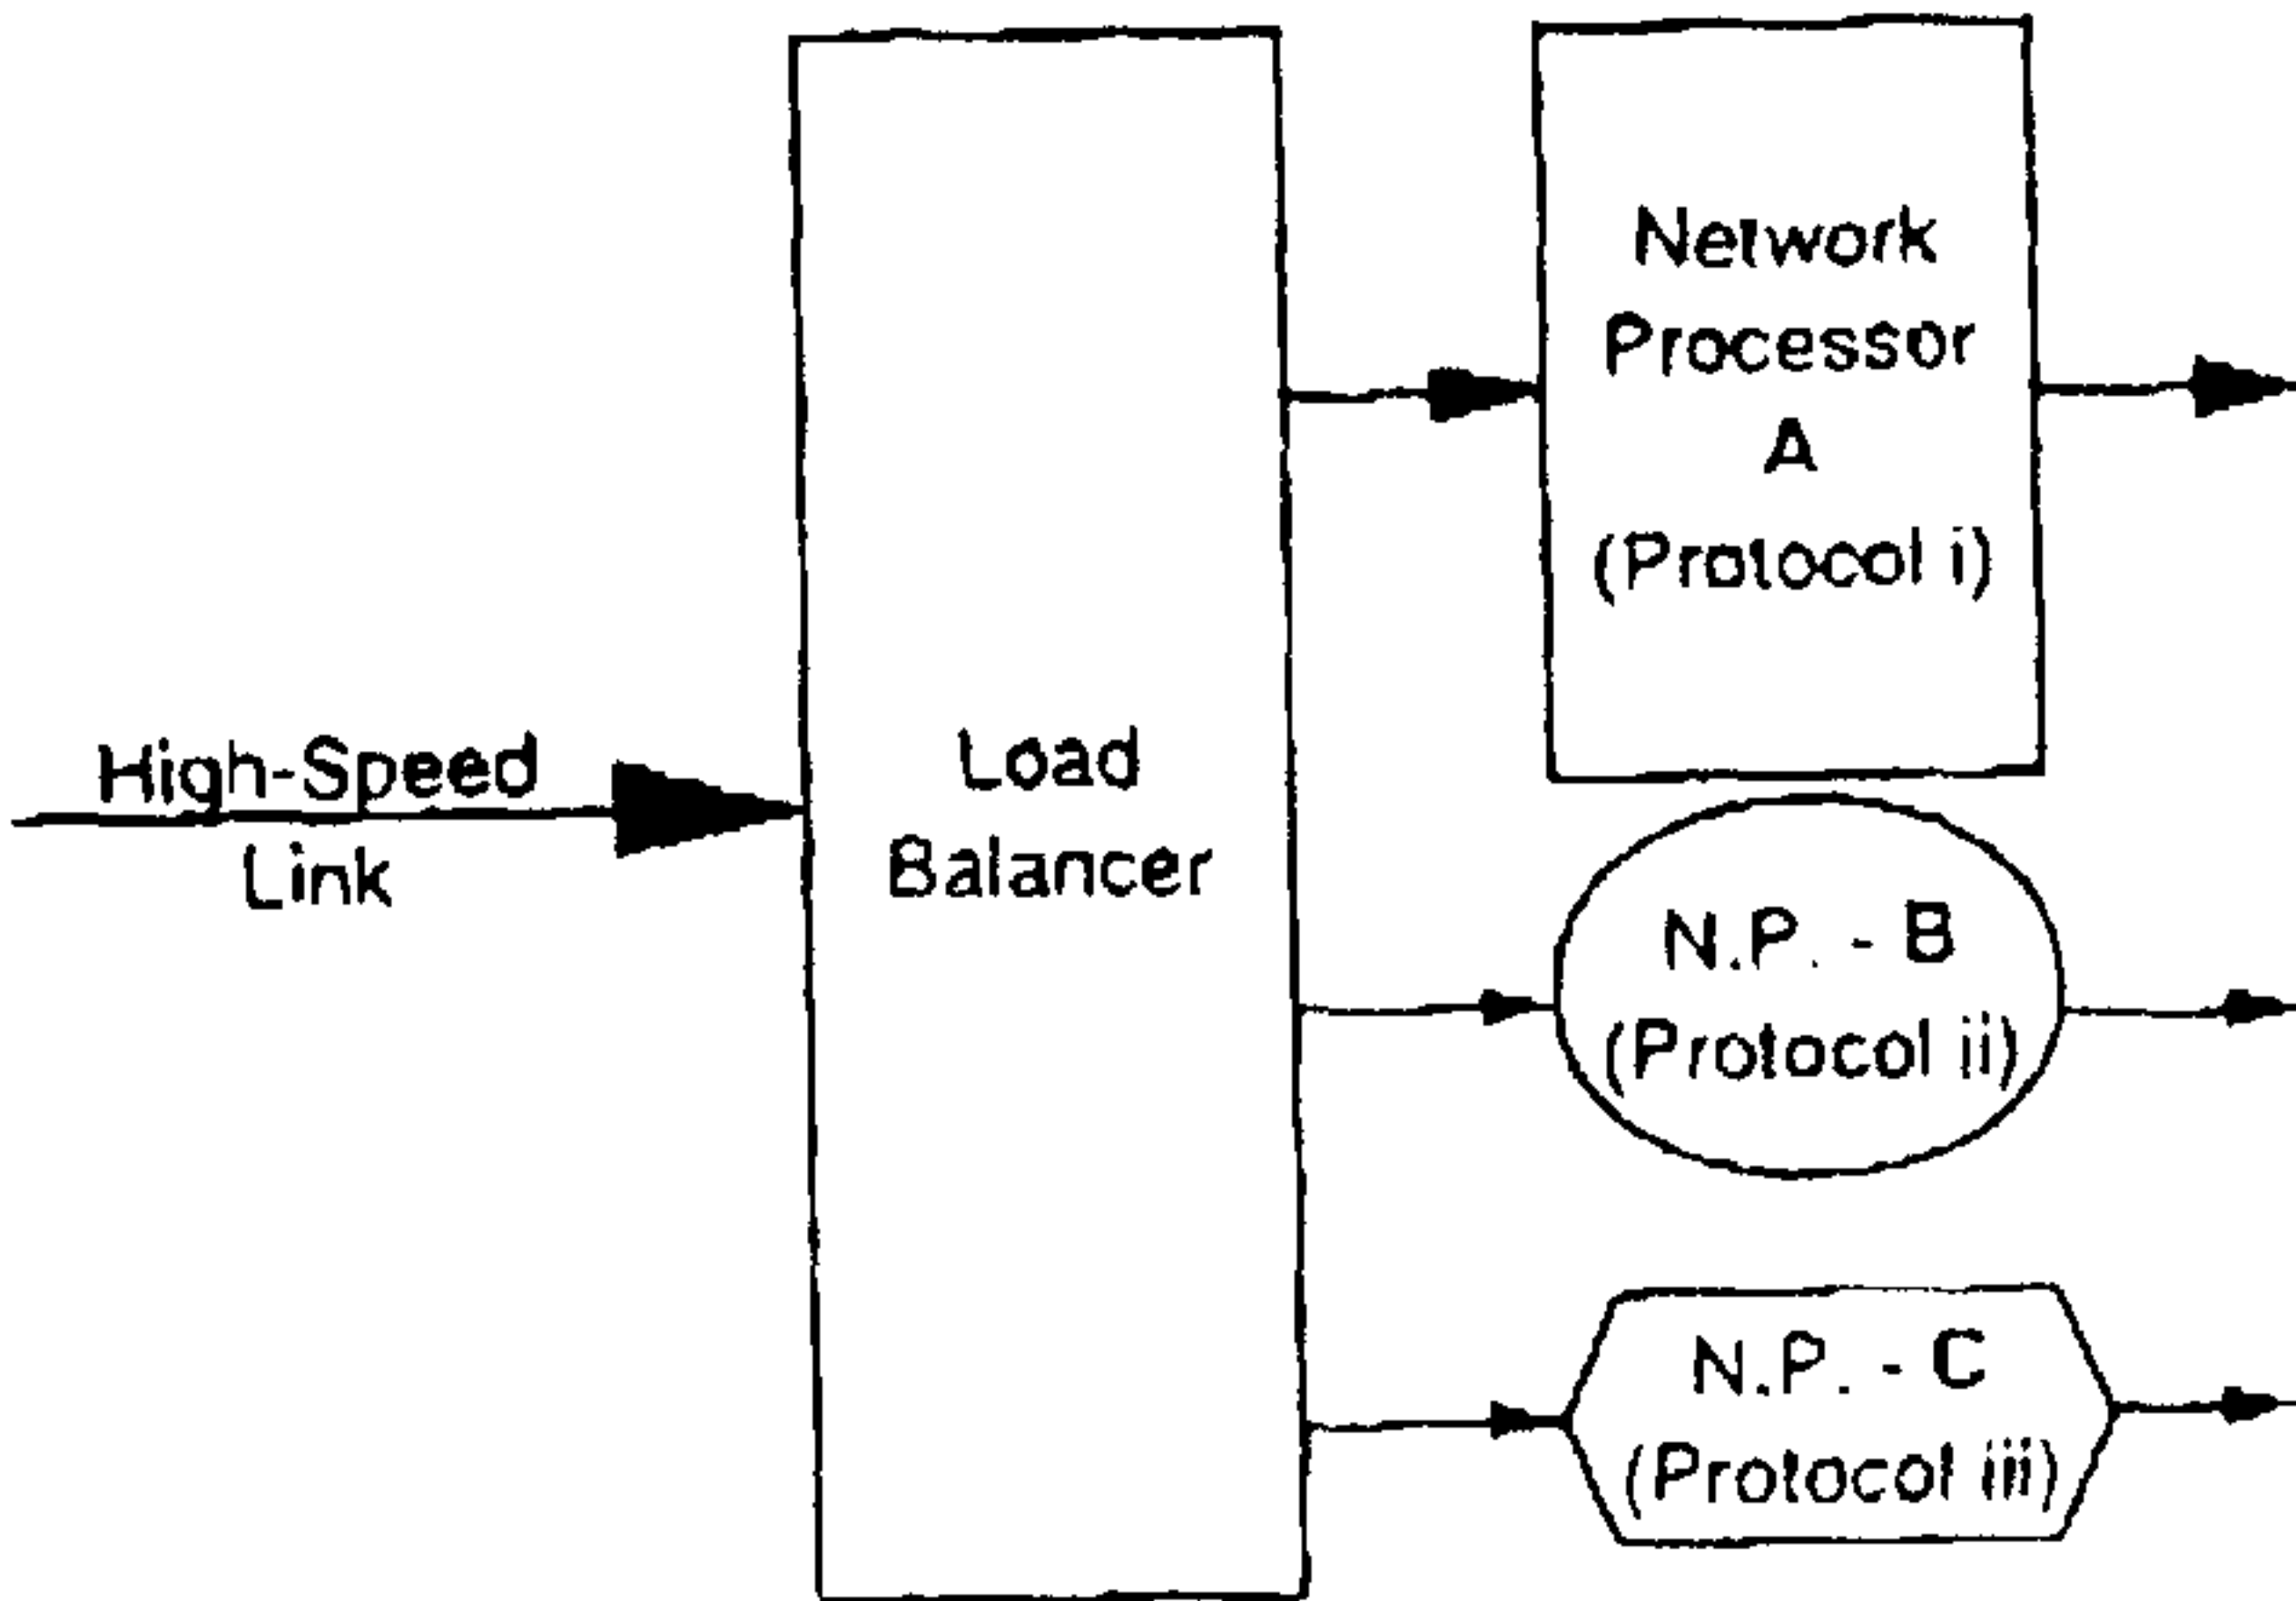 High-Speed
Link
Load
Balancer
Network
Processor
A
(Protocol i)
N.P. - B
(Protocol ii)
N.P. - C
(Protocol iii)